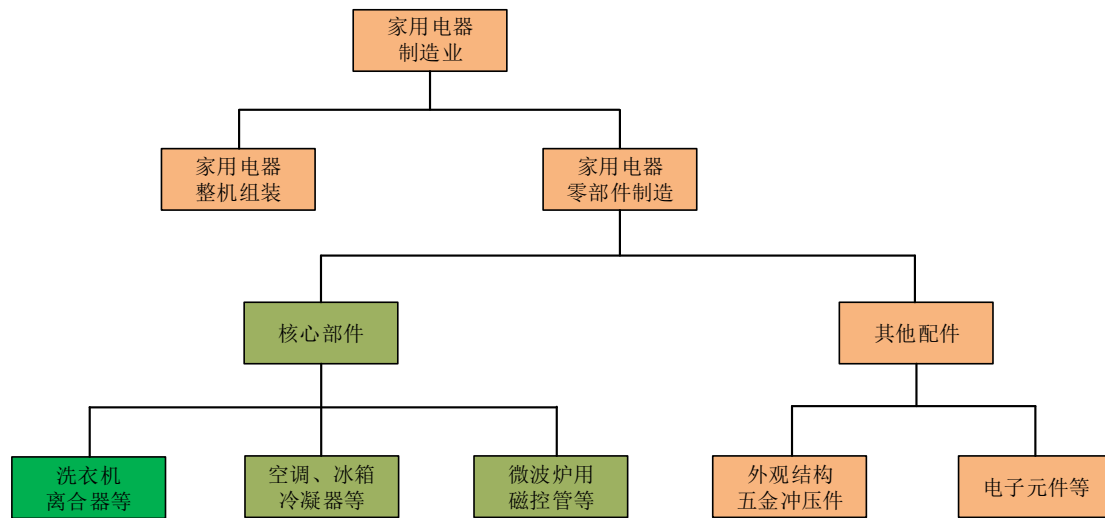 家用电器
制造业
家用电器
整机组装
家用电器
零部件制造
核心部件
其他配件
洗衣机
离合器等
空调、冰箱
冷凝器等
微波炉用
磁控管等
外观结构
五金冲压件
电子元件等